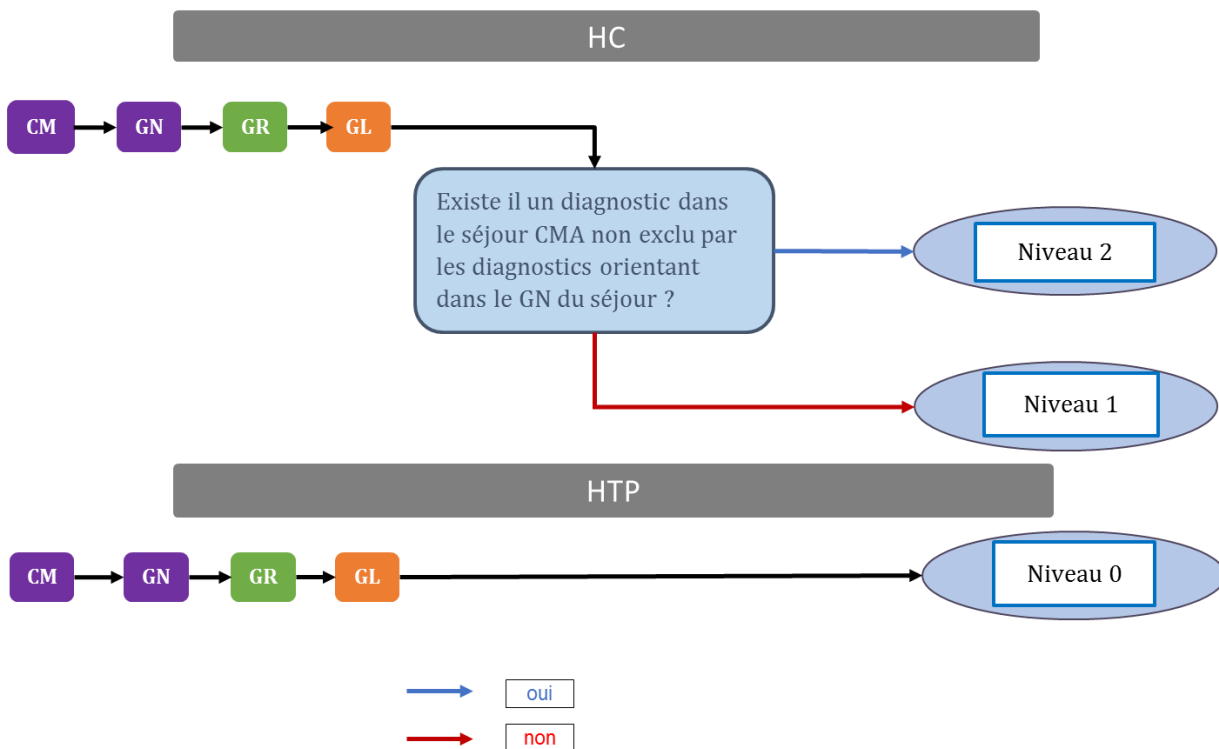 HC
CM GN GR GL
Existe il un diagnostic dans
le séjour CMA non exclu par
les diagnostics orientant
dans le GN du séjour ?
Niveau 2
Niveau 1
HTP
CM GN GR GL
Niveau 0
oui
non